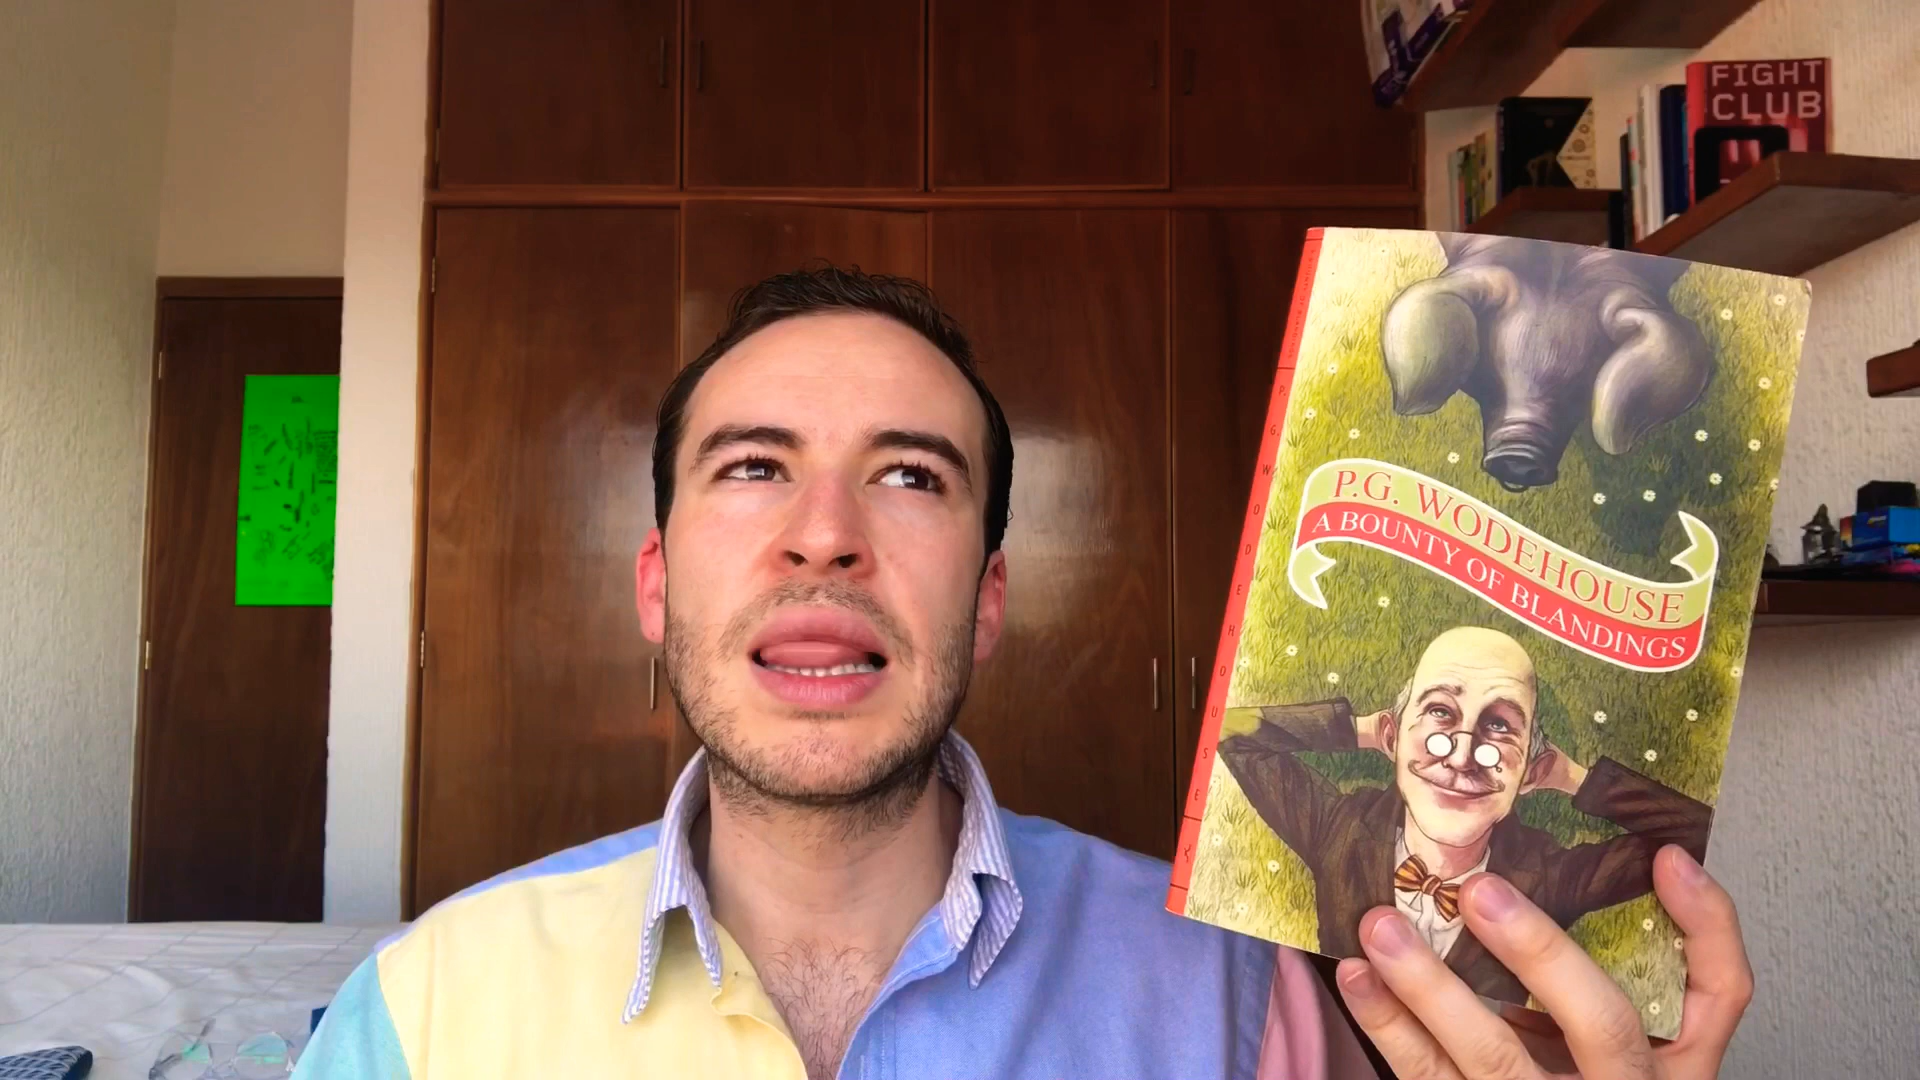 FIGHT
CLUB
P.G. WODEHOUSE
A BOUNTY OF BLANDINGS
P. G. WODEHOUSE